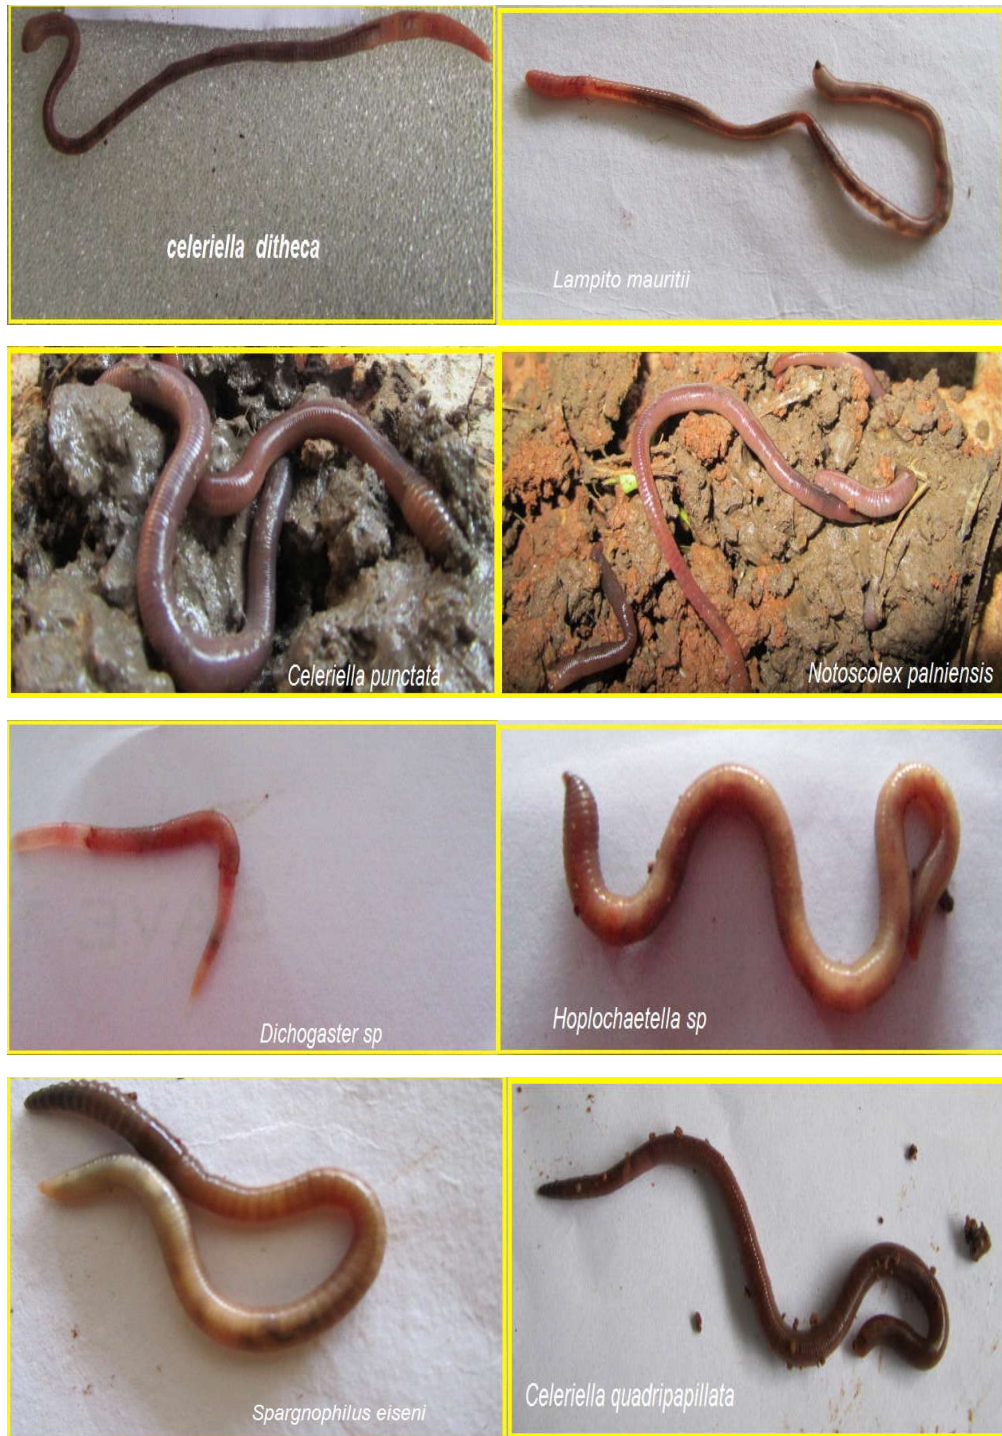 celeriella ditheca
Lampito mauritii
Celeriella punctata
Notoscolex palniensis
Dichogaster sp
Hoplochaetella sp
Spargnophilus eiseni
Celeriella quadripapillata